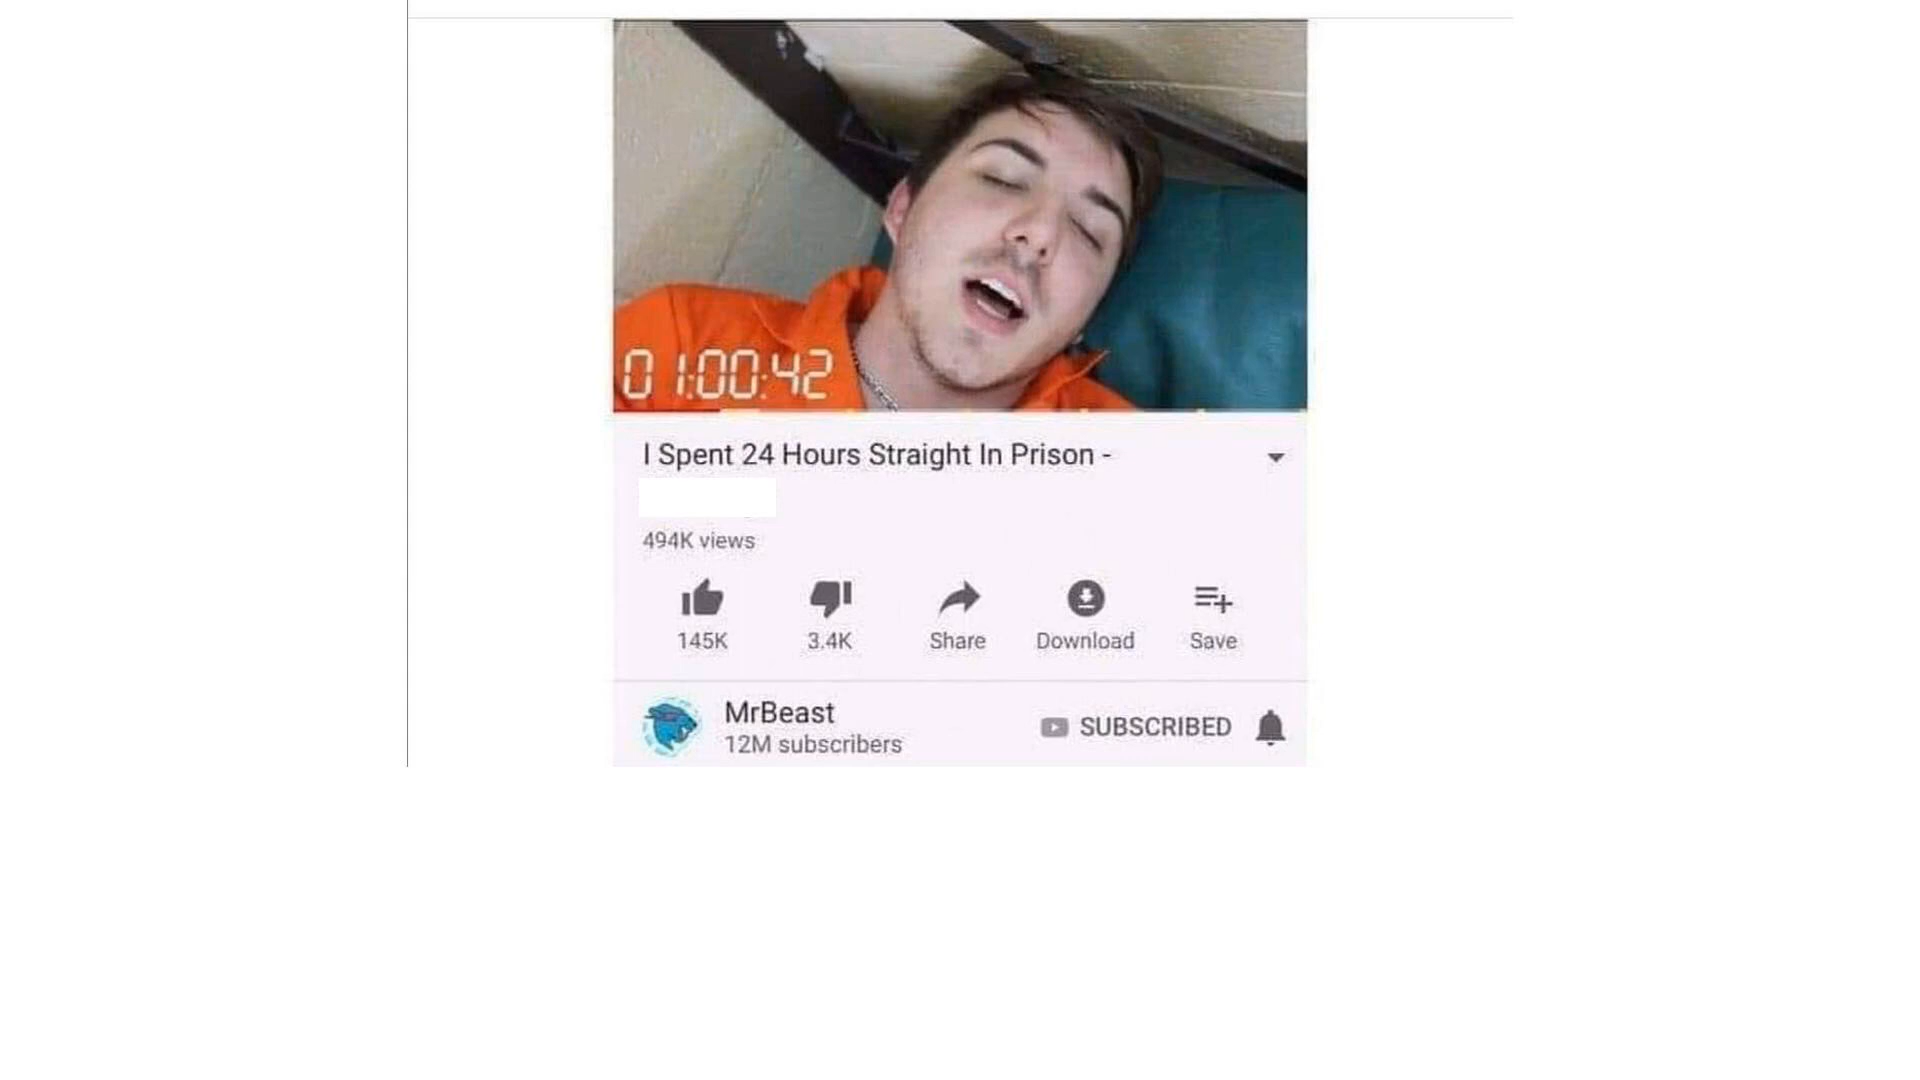 01:00:42
I Spent 24 Hours Straight In Prison -
494K views
145K 3.4K Share Download Save
MrBeast
12M subscribers
SUBSCRIBED